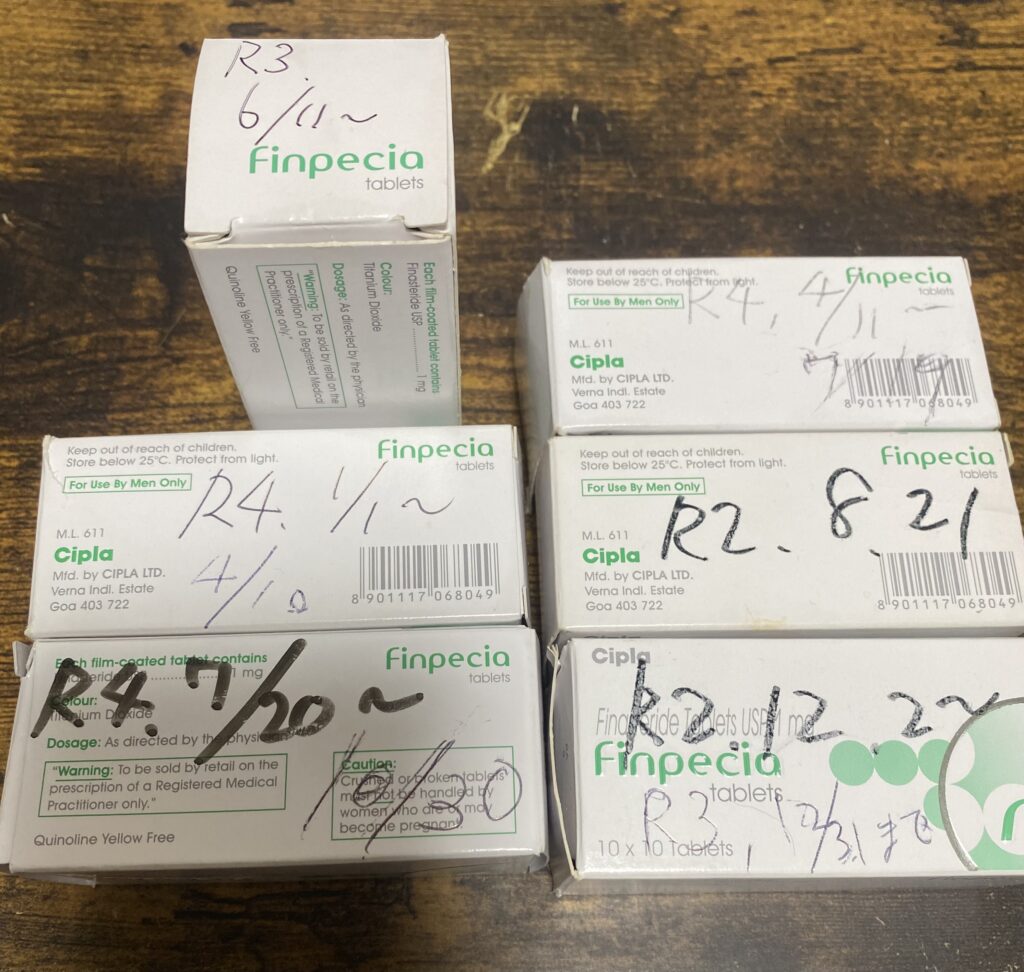 R3.
6/11~
Finpecia
tablets
Each film-coated tablet contains
Finasteride USP ................. 1 mg
Colour:
Titanium Dioxide
Dosage: As directed by the physician
"Warning: To be sold by retail on the
prescription of a Registered Medical
Practitioner only."
Quinoline Yellow Free
Keep out of reach of children.
Store below 25°C. Protect from light.
Finpecia
tablets
For Use By Men Only
R4. 4/11~
M.L. 611
Cipla
Mfd. by CIPLA LTD.
Verna Indl. Estate
Goa 403 722
8 901117 068049
Keep out of reach of children.
Store below 25°C. Protect from light.
Finpecia
tablets
For Use By Men Only
R4. 1/1~
M.L. 611
Cipla
4/10
Mfd. by CIPLA LTD.
Verna Indl. Estate
Goa 403 722
8 901117 068049
Keep out of reach of children.
Store below 25°C. Protect from light.
Finpecia
tablets
For Use By Men Only
R2. 8. 21
M.L. 611
Cipla
Mfd. by CIPLA LTD.
Verna Indl. Estate
Goa 403 722
8 901117 068049
Each film-coated tablet contains
1 mg
Finpecia
tablets
R4. 7/20~
Colour:
Titanium Dioxide
Dosage: As directed by the physician
"Warning: To be sold by retail on the
prescription of a Registered Medical
Practitioner only."
Caution:
Crushed or broken tablets
must not be handled by
women who are or may
become pregnant.
10/30
Quinoline Yellow Free
Cipla
R2. 12. 2~
Finasteride Tablets USP 1 mg
Finpecia
tablets
R3. 12/31まで
10 x 10 Tablets